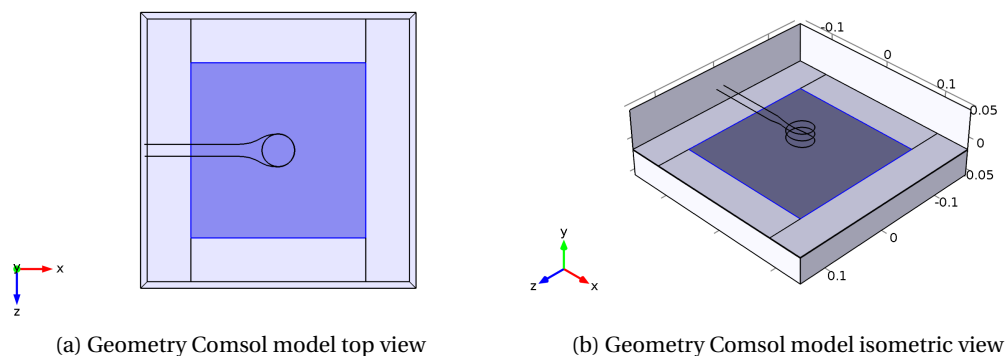 y
x
z
(a) Geometry Comsol model top view
-0.1
0
0.1
0.05
0
0.05
-0.1
0
0.1
y
z
x
(b) Geometry Comsol model isometric view